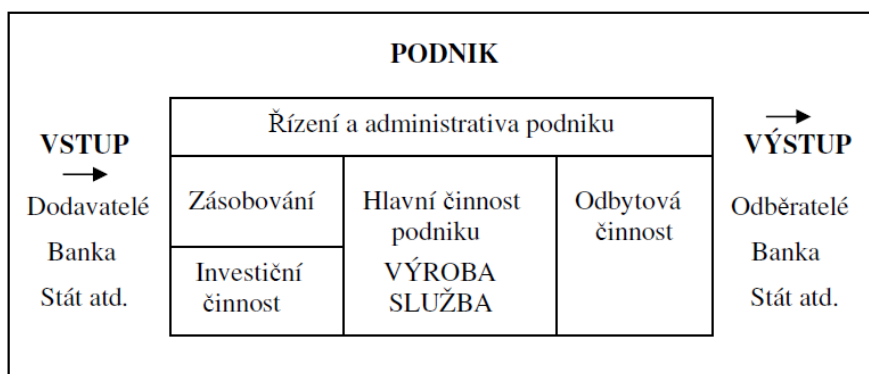 PODNIK
Řízení a administrativa podniku
VSTUP
Dodavatelé
Banka
Stát atd.
Zásobování
Investiční
činnost
Hlavní činnost
podniku
VÝROBA
SLUŽBA
Odbytová
činnost
VÝSTUP
Odběratelé
Banka
Stát atd.